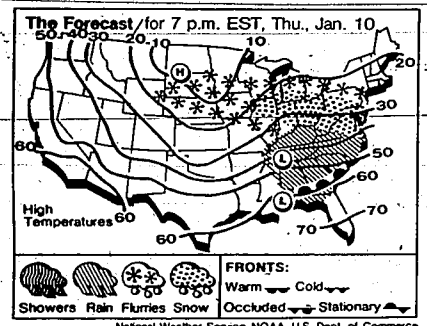 The Forecast/for 7 p.m. EST, Thu., Jan. 10
50 40 30 20 10 10 20
H
30
60 L 50
L 60
High
Temperatures 60 60 70 70
FRONTS:
Warm Cold
Showers Rain Flurries Snow Occluded Stationary
National Weather Service NOAA U.S. Dept. of Commerce